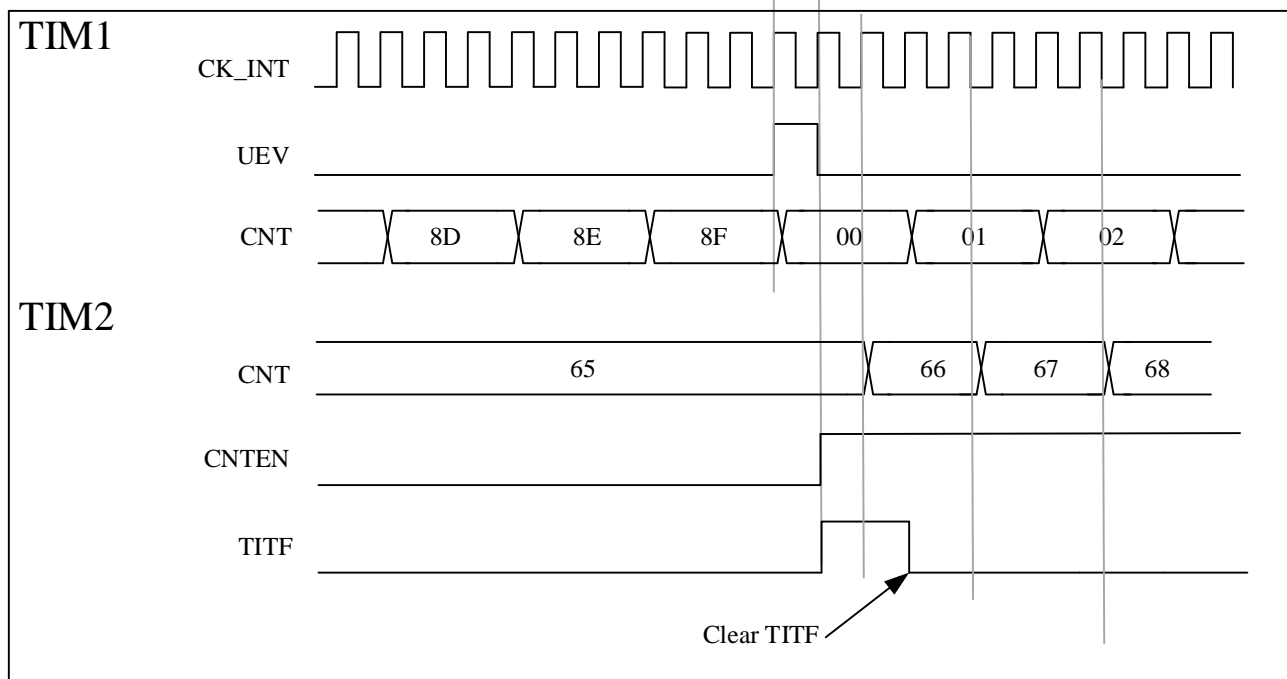 TIM1
CK_INT
UEV
CNT
8D 8E 8F 00 01 02
TIM2
CNT
65 66 67 68
CNTEN
TITF
Clear TITF